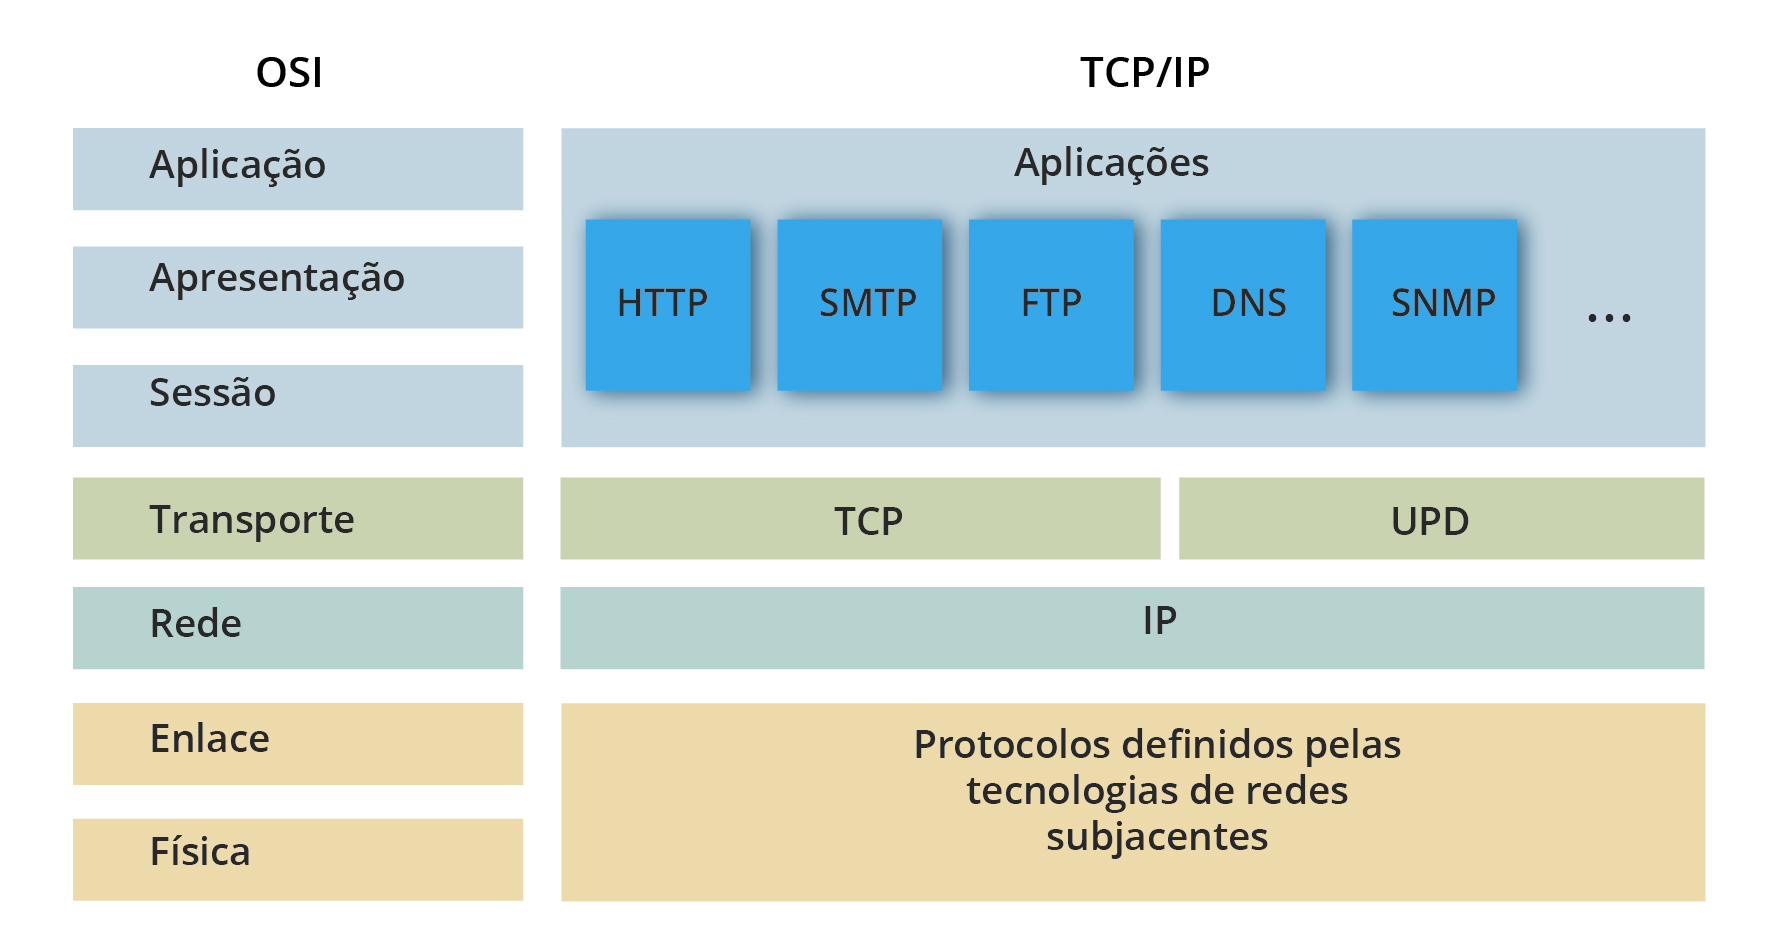 OSI
TCP/IP
Aplicação
Apresentação
Sessão
Aplicações
HTTP
SMTP
FTP
DNS
SNMP
...
Transporte
TCP
UPD
Rede
IP
Enlace
Física
Protocolos definidos pelas
tecnologias de redes
subjacentes